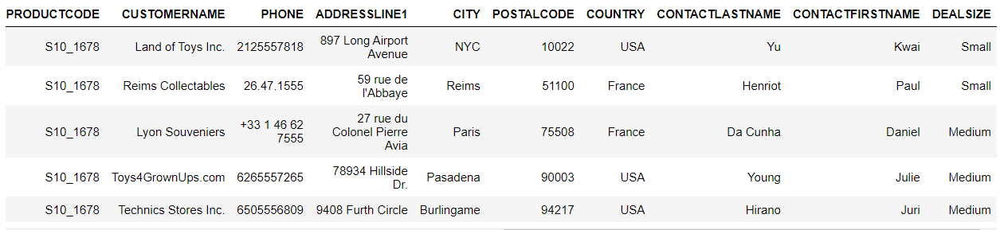 PRODUCTCODE CUSTOMERNAME PHONE ADDRESSLINE1 CITY POSTALCODE COUNTRY CONTACTLASTNAME CONTACTFIRSTNAME DEALSIZE
S10_1678 Land of Toys Inc. 2125557818 897 Long Airport Avenue NYC 10022 USA Yu Kwai Small
S10_1678 Reims Collectables 26.47.1555 59 rue de l'Abbaye Reims 51100 France Henriot Paul Small
S10_1678 Lyon Souveniers +33 1 46 62 7555 27 rue du Colonel Pierre Avia Paris 75508 France Da Cunha Daniel Medium
S10_1678 Toys4GrownUps.com 6265557265 78934 Hillside Dr. Pasadena 90003 USA Young Julie Medium
S10_1678 Technics Stores Inc. 6505556809 9408 Furth Circle Burlingame 94217 USA Hirano Juri Medium